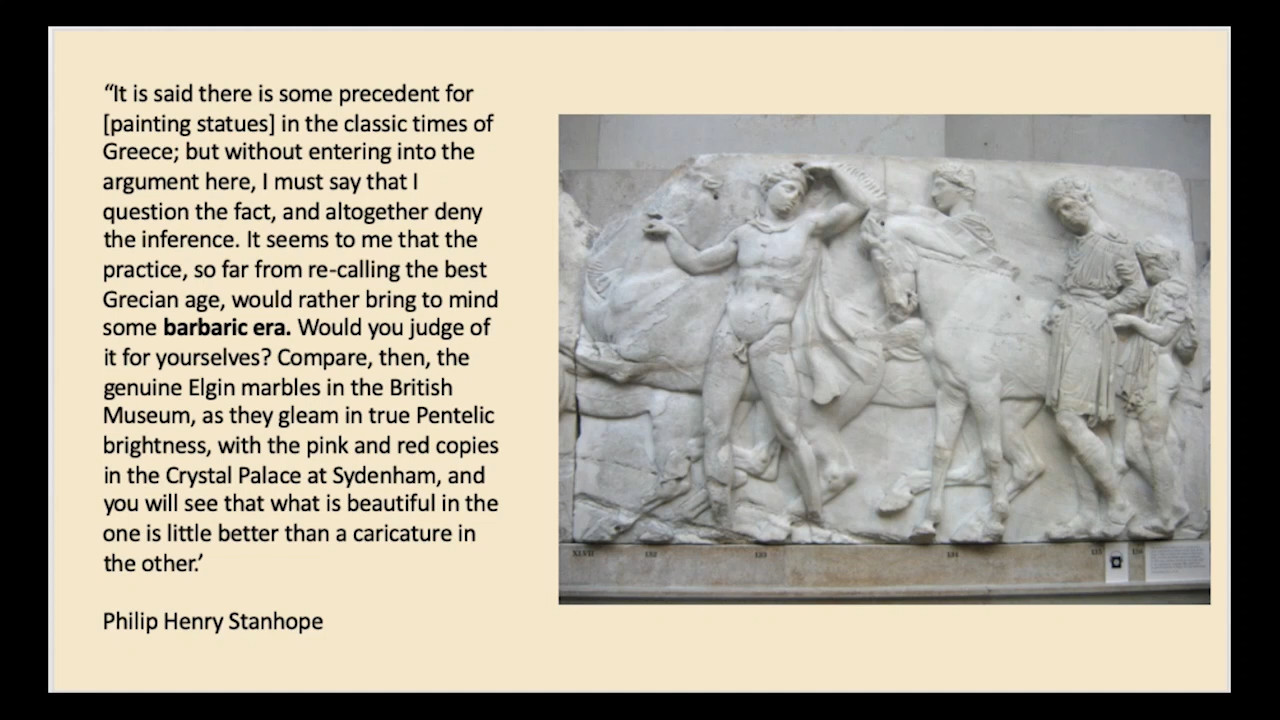 “It is said there is some precedent for
[painting statues] in the classic times of
Greece; but without entering into the
argument here, I must say that I
question the fact, and altogether deny
the inference. It seems to me that the
practice, so far from re-calling the best
Grecian age, would rather bring to mind
some barbaric era. Would you judge of
it for yourselves? Compare, then, the
genuine Elgin marbles in the British
Museum, as they gleam in true Pentelic
brightness, with the pink and red copies
in the Crystal Palace at Sydenham, and
you will see that what is beautiful in the
one is little better than a caricature in
the other.’
Philip Henry Stanhope
XLVII 132 133 134 135 136